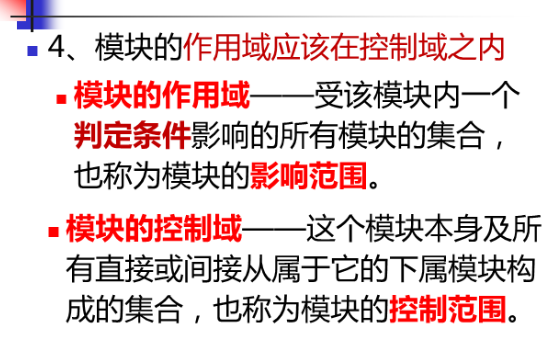 4、模块的作用域应该在控制域之内
模块的作用域——受该模块内一个
判定条件影响的所有模块的集合，
也称为模块的影响范围。
模块的控制域——这个模块本身及所
有直接或间接从属于它的下属模块构
成的集合，也称为模块的控制范围。